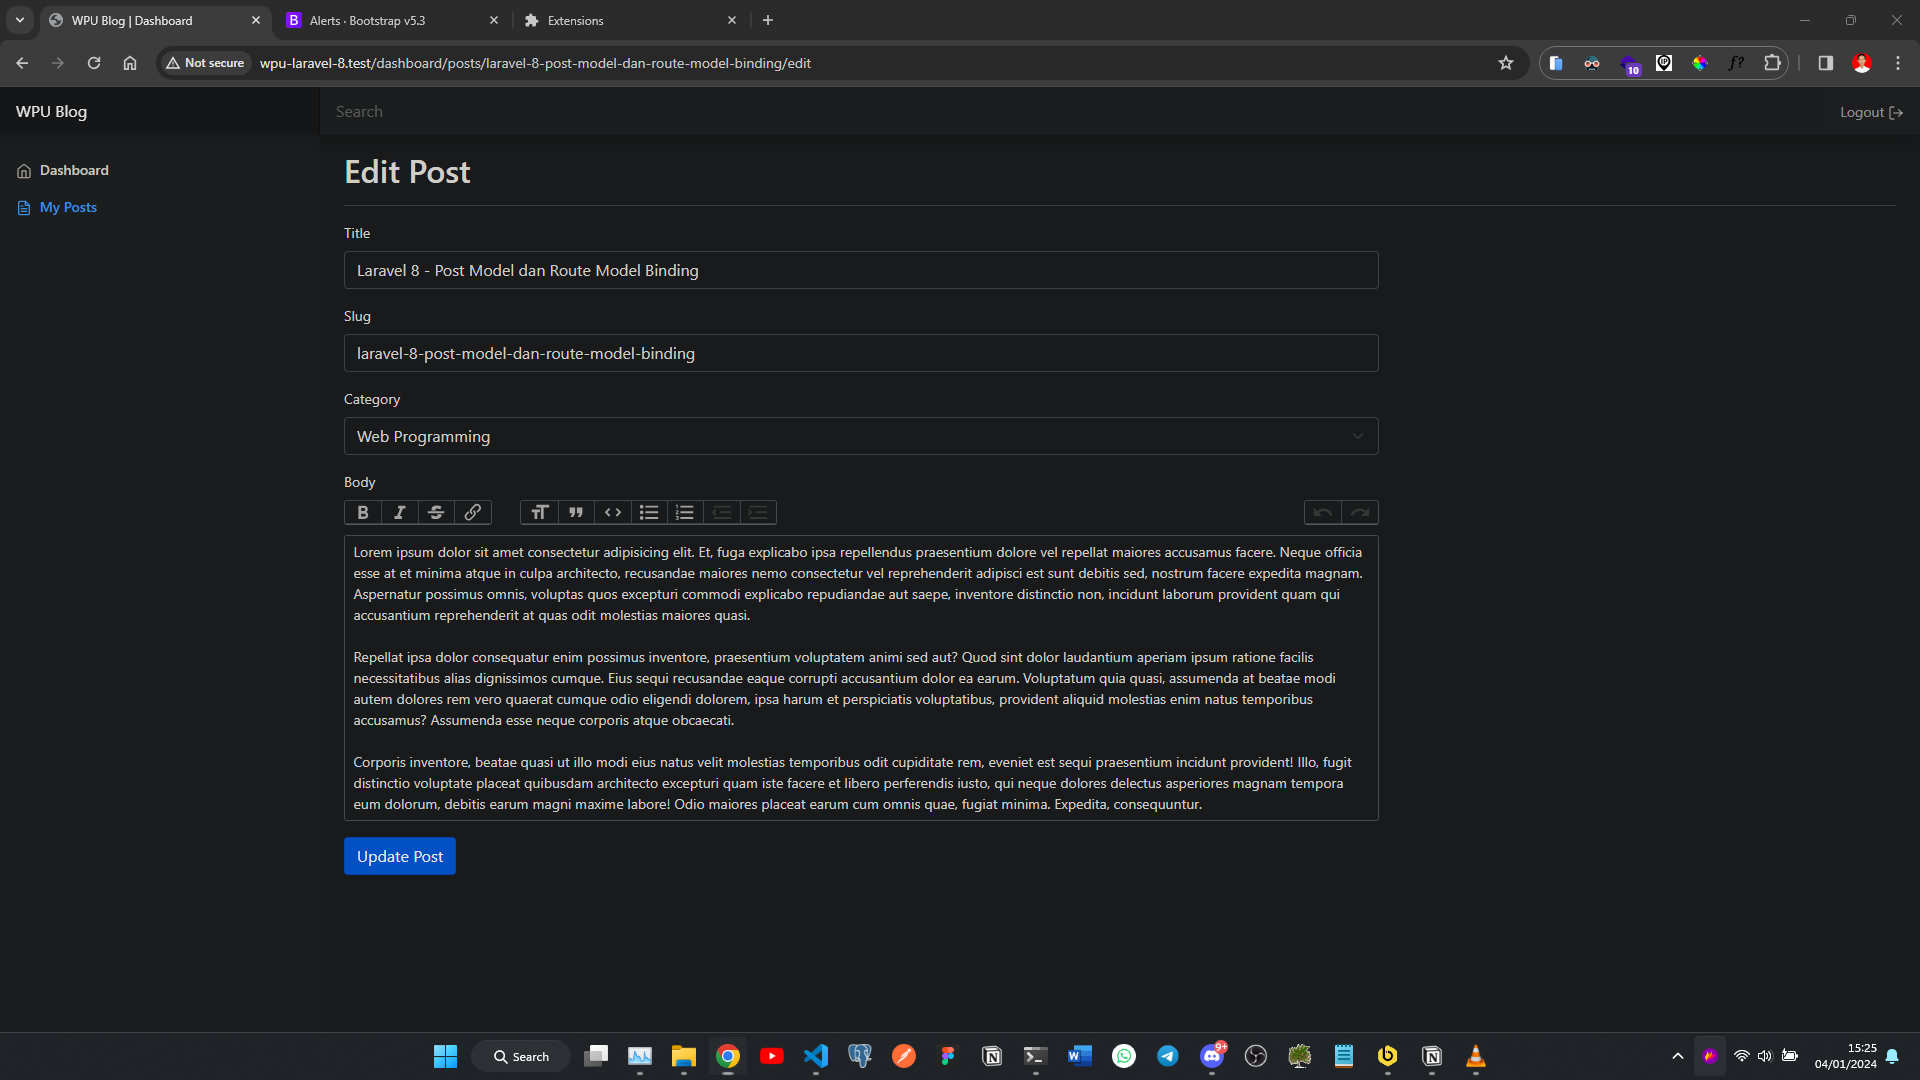 WPU Blog | Dashboard
Alerts · Bootstrap v5.3
Extensions
Not secure
wpu-laravel-8.test/dashboard/posts/laravel-8-post-model-dan-route-model-binding/edit
10
f?
WPU Blog
Search
Logout
Dashboard
My Posts
Edit Post
Title
Laravel 8 - Post Model dan Route Model Binding
Slug
laravel-8-post-model-dan-route-model-binding
Category
Web Programming
Body
Lorem ipsum dolor sit amet consectetur adipisicing elit. Et, fuga explicabo ipsa repellendus praesentium dolore vel repellat maiores accusamus facere. Neque officia
esse at et minima atque in culpa architecto, recusandae maiores nemo consectetur vel reprehenderit adipisci est sunt debitis sed, nostrum facere expedita magnam.
Aspernatur possimus omnis, voluptas quos excepturi commodi explicabo repudiandae aut saepe, inventore distinctio non, incidunt laborum provident quam qui
accusantium reprehenderit at quas odit molestias maiores quasi.
Repellat ipsa dolor consequatur enim possimus inventore, praesentium voluptatem animi sed aut? Quod sint dolor laudantium aperiam ipsum ratione facilis
necessitatibus alias dignissimos cumque. Eius sequi recusandae eaque corrupti accusantium dolor ea earum. Voluptatum quia quasi, assumenda at beatae modi
autem dolores rem vero quaerat cumque odio eligendi dolorem, ipsa harum et perspiciatis voluptatibus, provident aliquid molestias enim natus temporibus
accusamus? Assumenda esse neque corporis atque obcaecati.
Corporis inventore, beatae quasi ut illo modi eius natus velit molestias temporibus odit cupiditate rem, eveniet est sequi praesentium incidunt provident! Illo, fugit
distinctio voluptate placeat quibusdam architecto excepturi quam iste facere et libero perferendis iusto, qui neque dolores delectus asperiores magnam tempora
eum dolorum, debitis earum magni maxime labore! Odio maiores placeat earum cum omnis quae, fugiat minima. Expedita, consequuntur.
Update Post
Search
9+
15:25
04/01/2024